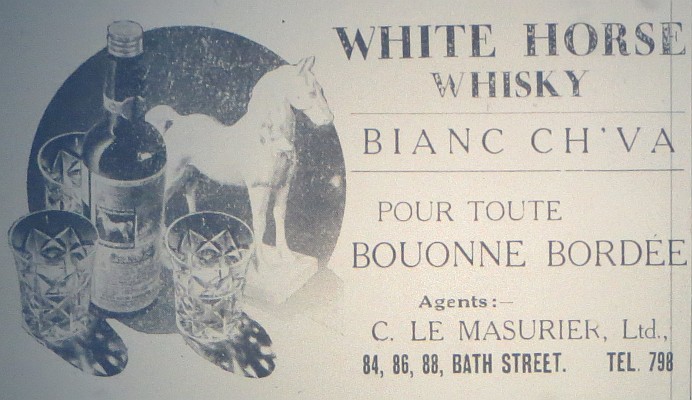 WHITE HORSE
WHISKY
BIANC CH'VA
POUR TOUTE
BOUONNE BORDÉE
Agents:—
C. LE MASURIER, Ltd.,
84, 86, 88, BATH STREET. TEL. 798